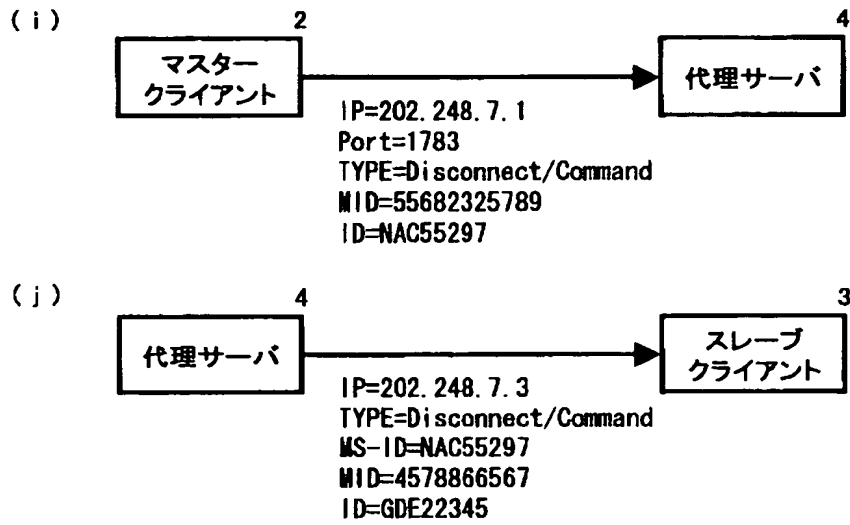 (i)
2
4
マスター
クライアント
代理サーバ
IP=202.248.7.1
Port=1783
TYPE=Disconnect/Command
MID=55682325789
ID=NAC55297
(j)
4
3
代理サーバ
スレーブ
クライアント
IP=202.248.7.3
TYPE=Disconnect/Command
MS-ID=NAC55297
MID=4578866567
ID=GDE22345